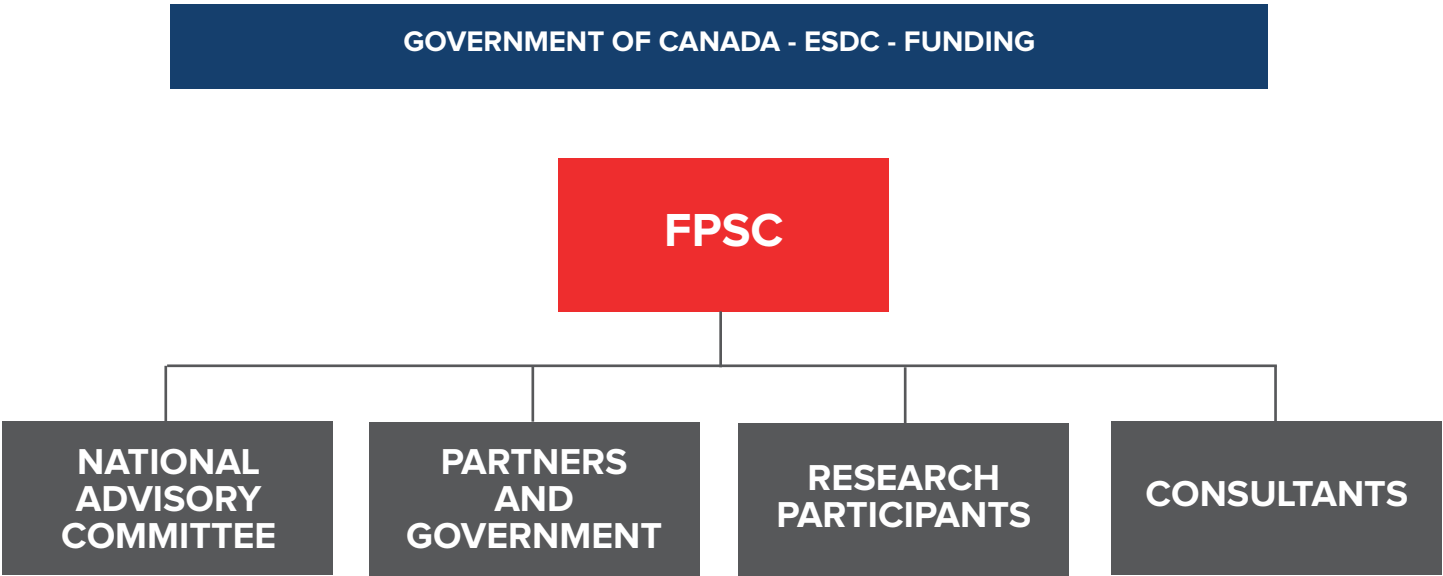 GOVERNMENT OF CANADA - ESDC - FUNDING
FPSC
NATIONAL
ADVISORY
COMMITTEE
PARTNERS
AND
GOVERNMENT
RESEARCH
PARTICIPANTS
CONSULTANTS